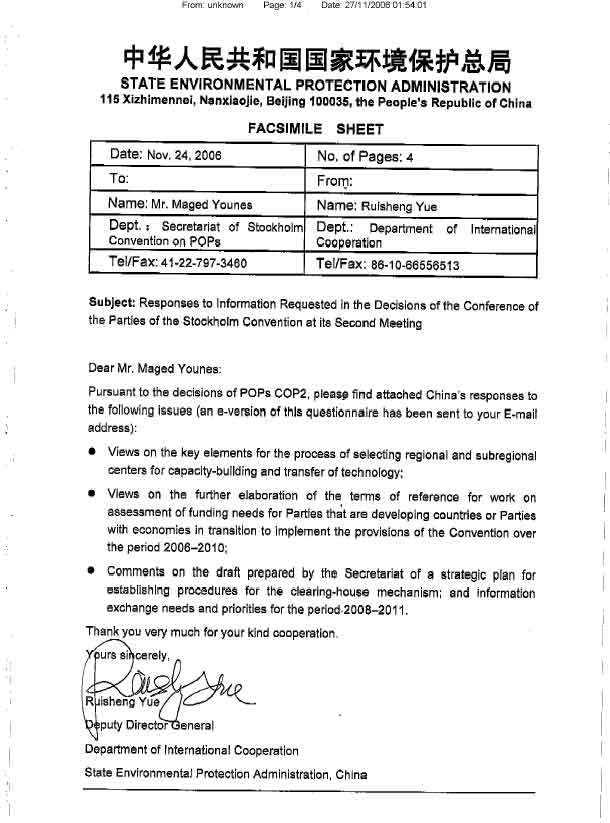 From: unknown Page: 1/4 Date: 27/11/2006 01:54:01
中华人民共和国国家环境保护总局
STATE ENVIRONMENTAL PROTECTION ADMINISTRATION
115 Xizhimennei, Nanxiaojie, Beijing 100035, the People's Republic of China
FACSIMILE SHEET
Date: Nov. 24, 2006 No. of Pages: 4
To: From:
Name: Mr. Maged Younes Name: Ruisheng Yue
Dept. : Secretariat of Stockholm Dept.: Department of International
Convention on POPs Cooperation
Tel/Fax: 41-22-797-3460 Tel/Fax: 86-10-66556513
Subject: Responses to Information Requested in the Decisions of the Conference of
the Parties of the Stockholm Convention at its Second Meeting
Dear Mr. Maged Younes:
Pursuant to the decisions of POPs COP2, please find attached China's responses to
the following issues (an e-version of this questionnaire has been sent to your E-mail
address):
● Views on the key elements for the process of selecting regional and subregional
centers for capacity-building and transfer of technology;
● Views on the further elaboration of the terms of reference for work on
assessment of funding needs for Parties that are developing countries or Parties
with economies in transition to implement the provisions of the Convention over
the period 2006–2010;
● Comments on the draft prepared by the Secretariat of a strategic plan for
establishing procedures for the clearing-house mechanism; and information
exchange needs and priorities for the period 2008–2011.
Thank you very much for your kind cooperation.
Yours sincerely,
Ruisheng Yue
Deputy Director General
Department of International Cooperation
State Environmental Protection Administration, China